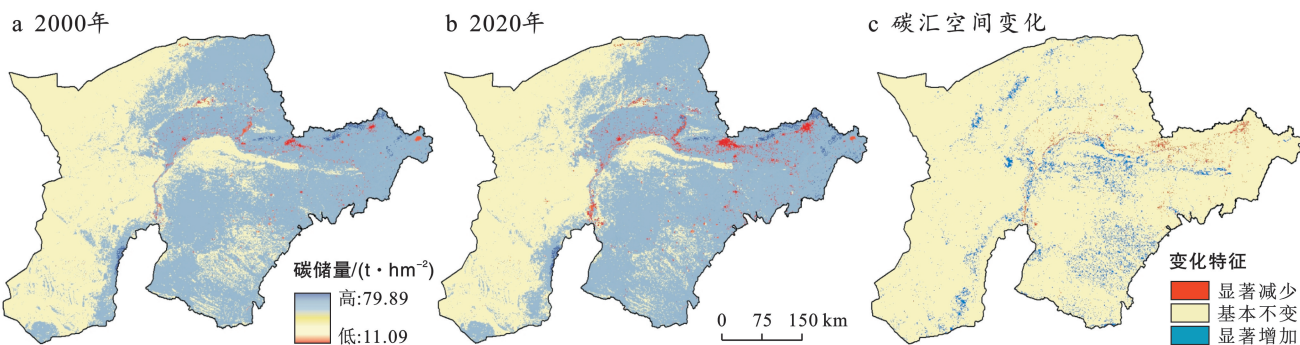 a 2000年
b 2020年
c 碳汇空间变化
碳储量/(t·hm⁻²)
高:79.89
低:11.09
0 75 150 km
变化特征
显著减少
基本不变
显著增加